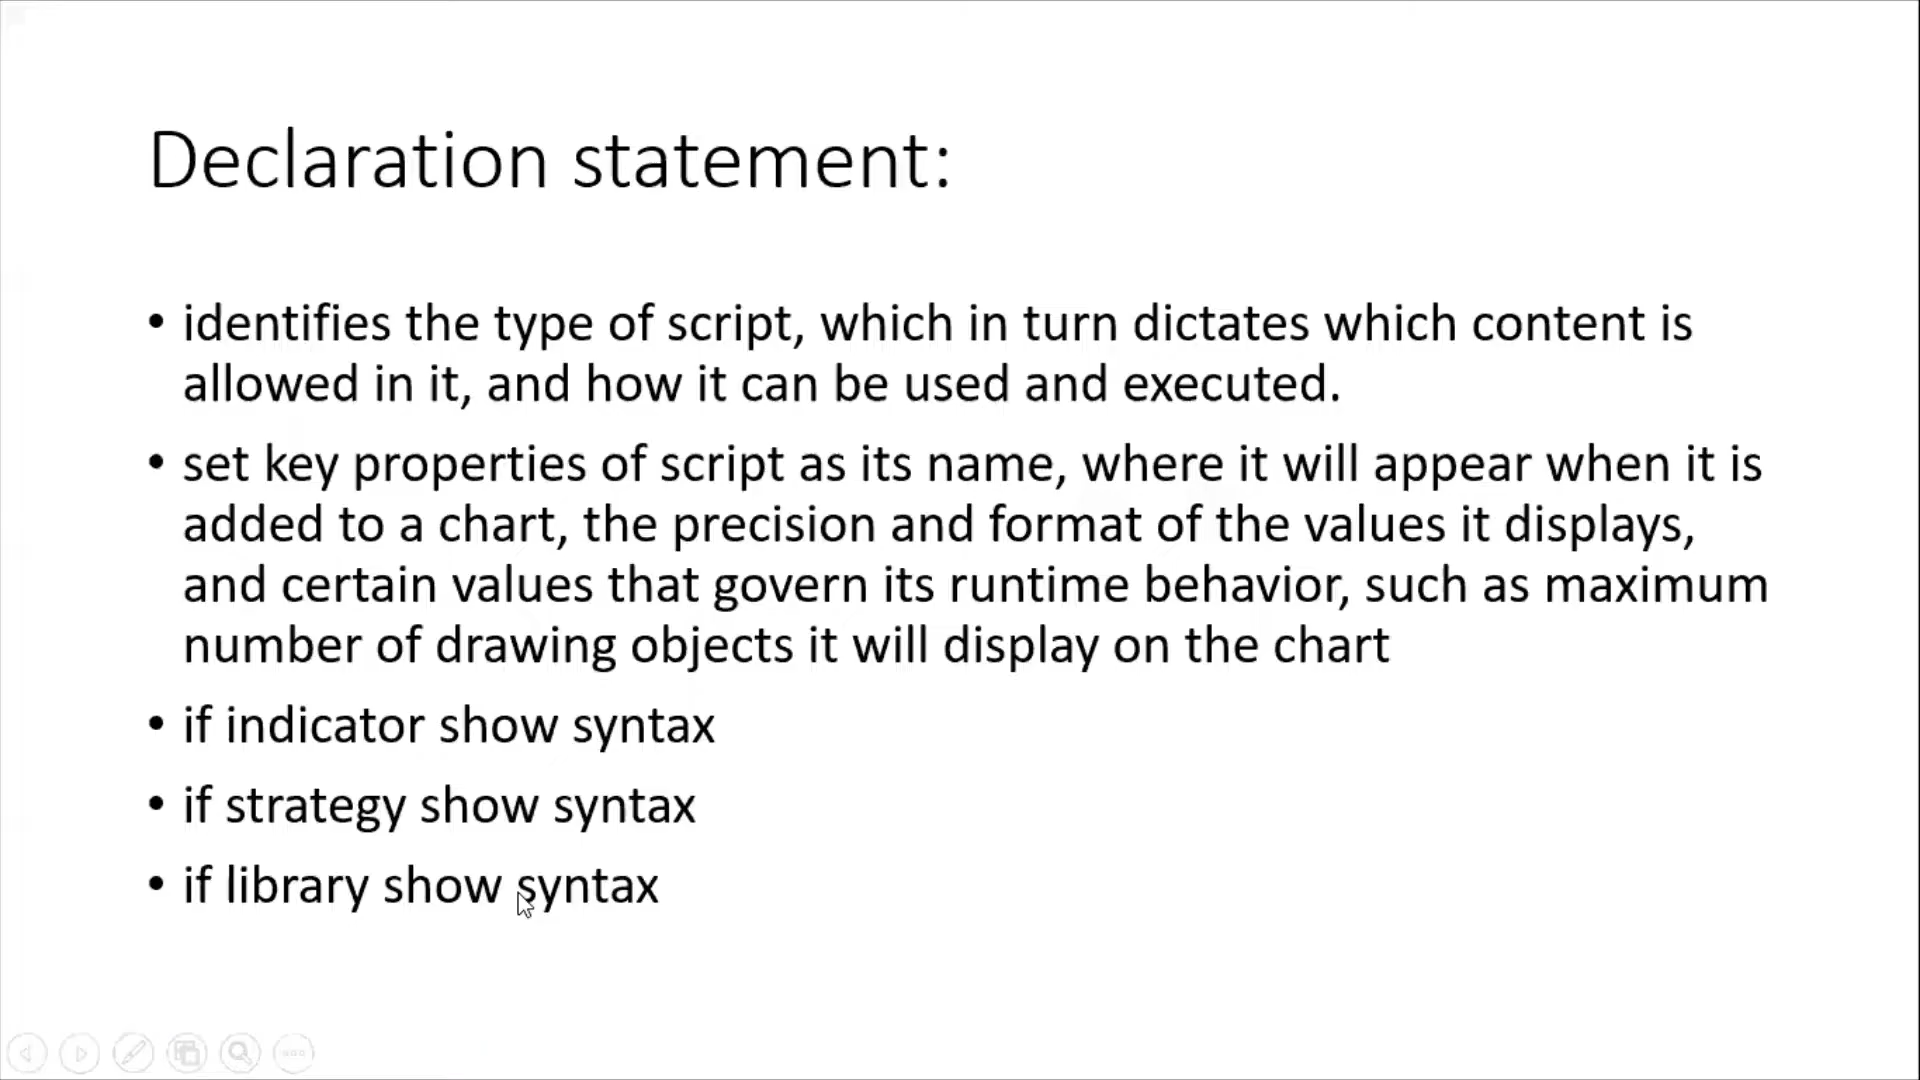 Declaration statement:
• identifies the type of script, which in turn dictates which content is
allowed in it, and how it can be used and executed.
• set key properties of script as its name, where it will appear when it is
added to a chart, the precision and format of the values it displays,
and certain values that govern its runtime behavior, such as maximum
number of drawing objects it will display on the chart
• if indicator show syntax
• if strategy show syntax
• if library show syntax